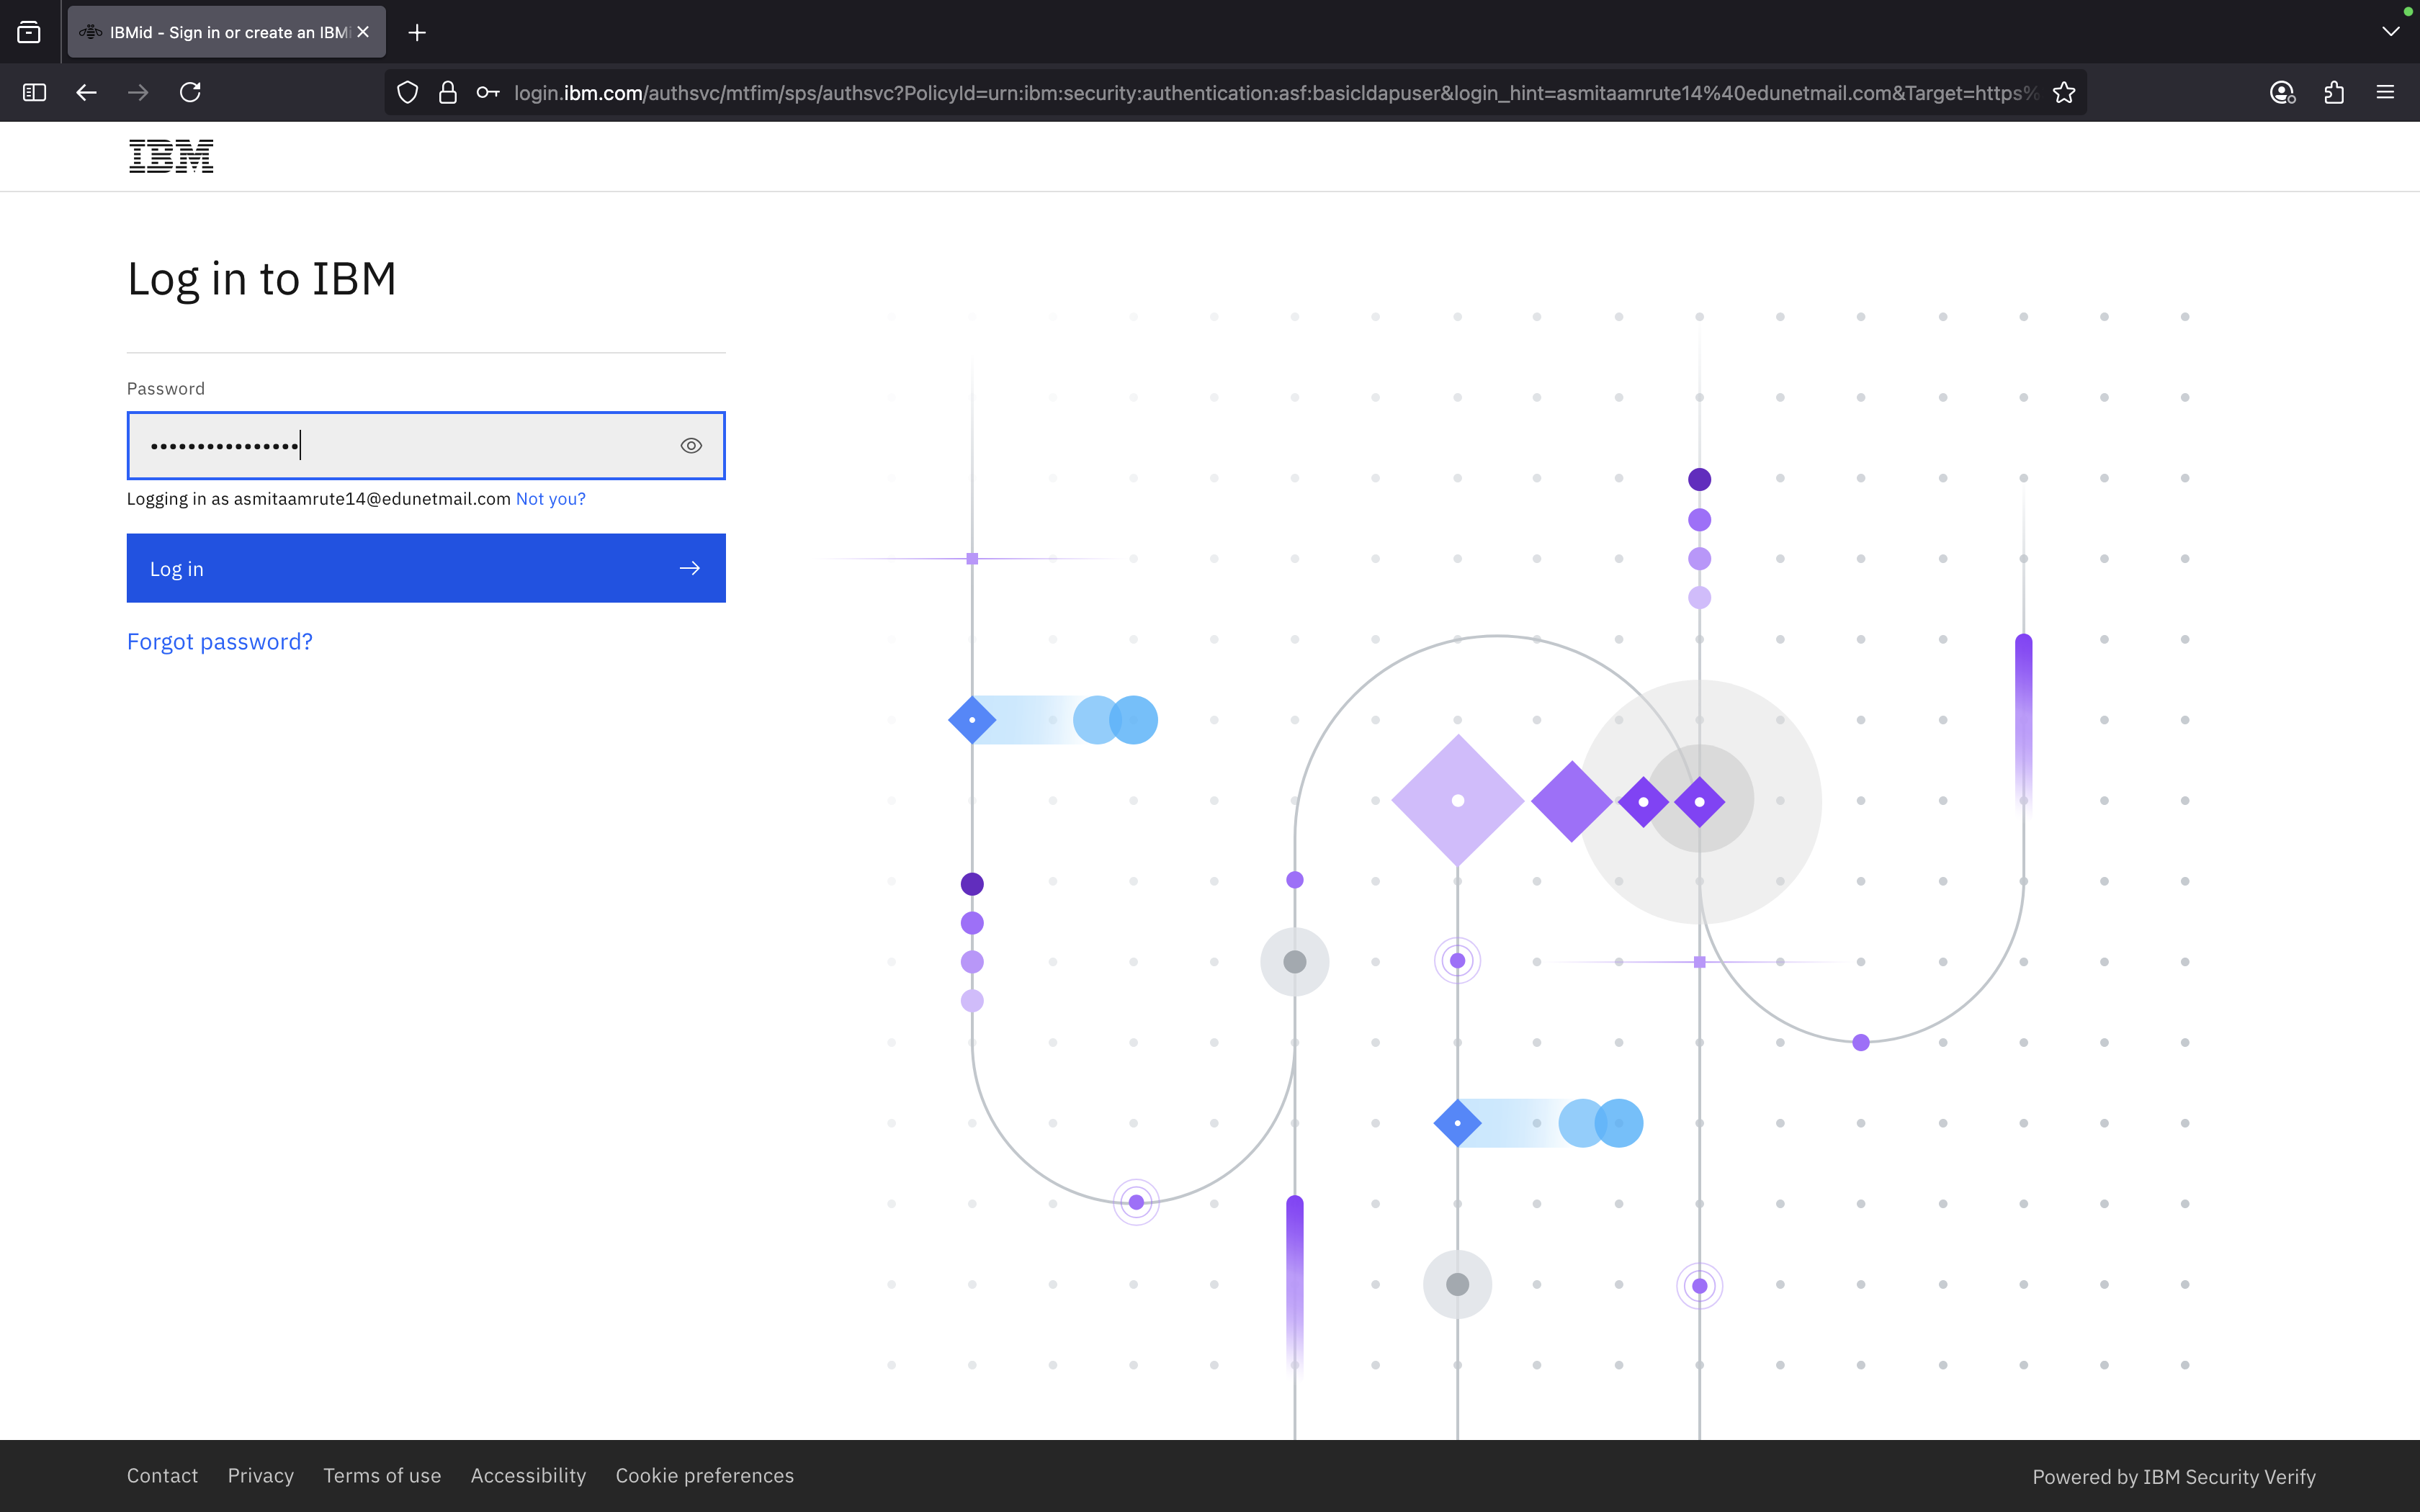 IBMid - Sign in or create an IBM
login.ibm.com/authsvc/mtfim/sps/authsvc?PolicyId=urn:ibm:security:authentication:asf:basicldapuser&login_hint=asmitaamrute14%40edunetmail.com&Target=https%
IBM
Log in to IBM
Password
Logging in as asmitaamrute14@edunetmail.com Not you?
Log in
Forgot password?
Contact Privacy Terms of use Accessibility Cookie preferences
Powered by IBM Security Verify